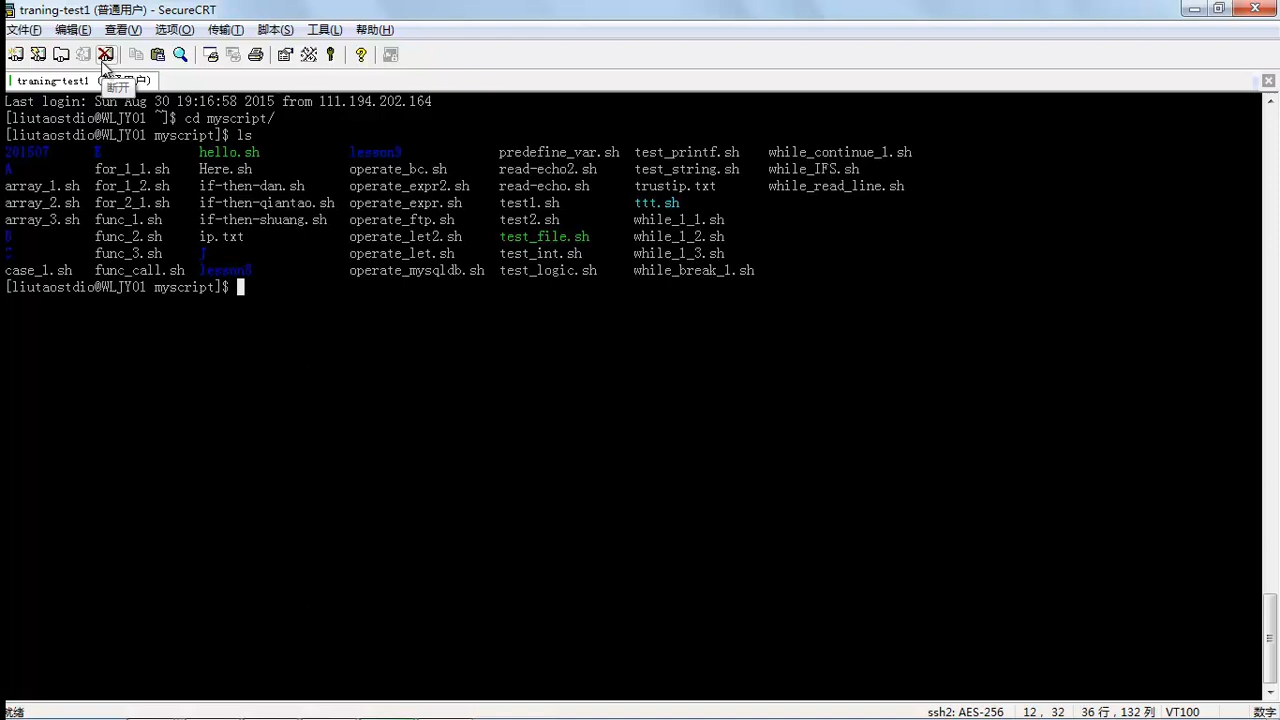 traning-test1 (普通用户) - SecureCRT
文件(F) 编辑(E) 查看(V) 选项(O) 传输(T) 脚本(S) 工具(L) 帮助(H)
traning-test1 (普通用户)
断开
Last login: Sun Aug 30 19:16:58 2015 from 111.194.202.164
[liutaostdio@WLJY01 ~]$ cd myscript/
[liutaostdio@WLJY01 myscript]$ ls
201507 E hello.sh lesson9 predefine_var.sh test_printf.sh while_continue_1.sh
A for_1_1.sh Here.sh operate_bc.sh read-echo2.sh test_string.sh while_IFS.sh
array_1.sh for_1_2.sh if-then-dan.sh operate_expr2.sh read-echo.sh trustip.txt while_read_line.sh
array_2.sh for_2_1.sh if-then-qiantao.sh operate_expr.sh test1.sh ttt.sh
array_3.sh func_1.sh if-then-shuang.sh operate_ftp.sh test2.sh while_1_1.sh
func_2.sh ip.txt operate_let2.sh test_file.sh while_1_2.sh
func_3.sh operate_let.sh test_int.sh while_1_3.sh
case_1.sh func_call.sh lesson8 operate_mysqldb.sh test_logic.sh while_break_1.sh
[liutaostdio@WLJY01 myscript]$
就绪 ssh2: AES-256 12, 32 36 行, 132 列 VT100 数字